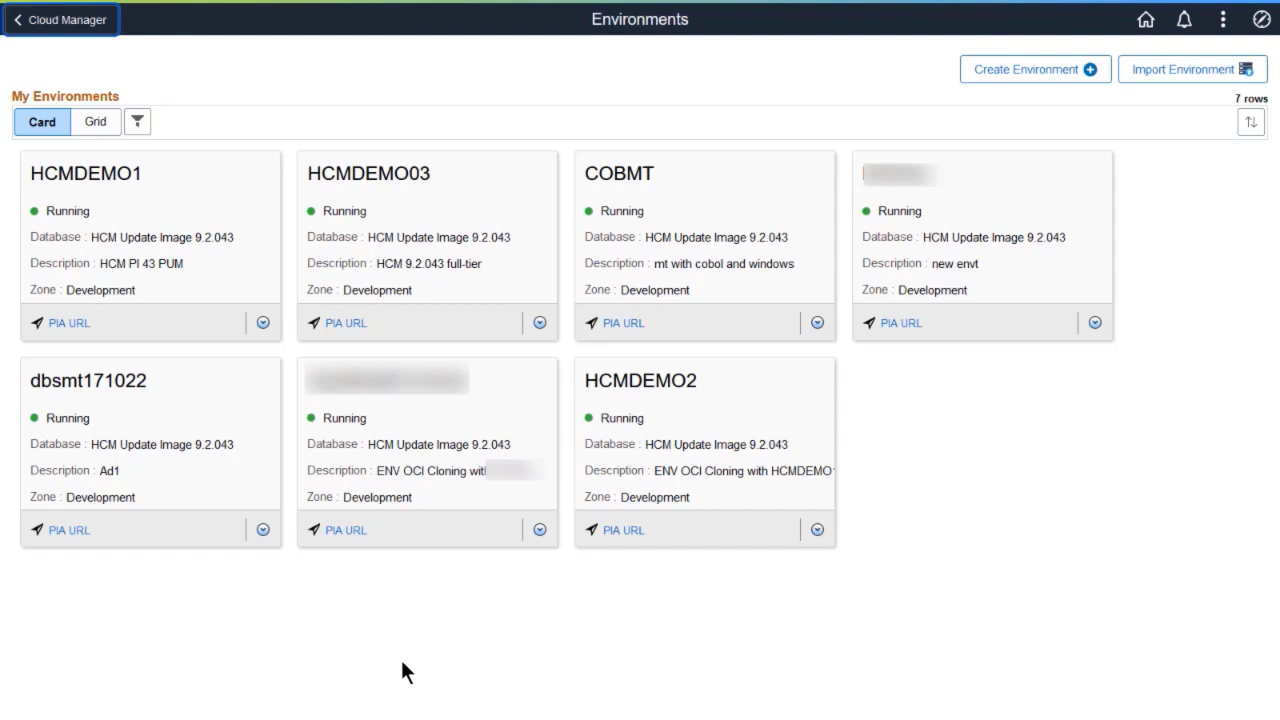 Cloud Manager
Environments
Create Environment
Import Environment
My Environments
7 rows
Card
Grid
HCMDEMO1
Running
Database : HCM Update Image 9.2.043
Description : HCM PI 43 PUM
Zone : Development
PIA URL
HCMDEMO03
Running
Database : HCM Update Image 9.2.043
Description : HCM 9.2.043 full-tier
Zone : Development
PIA URL
COBMT
Running
Database : HCM Update Image 9.2.043
Description : mt with cobol and windows
Zone : Development
PIA URL
Running
Database : HCM Update Image 9.2.043
Description : new envt
Zone : Development
PIA URL
dbsmt171022
Running
Database : HCM Update Image 9.2.043
Description : Ad1
Zone : Development
PIA URL
Running
Database : HCM Update Image 9.2.043
Description : ENV OCI Cloning with
Zone : Development
PIA URL
HCMDEMO2
Running
Database : HCM Update Image 9.2.043
Description : ENV OCI Cloning with HCMDEMO
Zone : Development
PIA URL